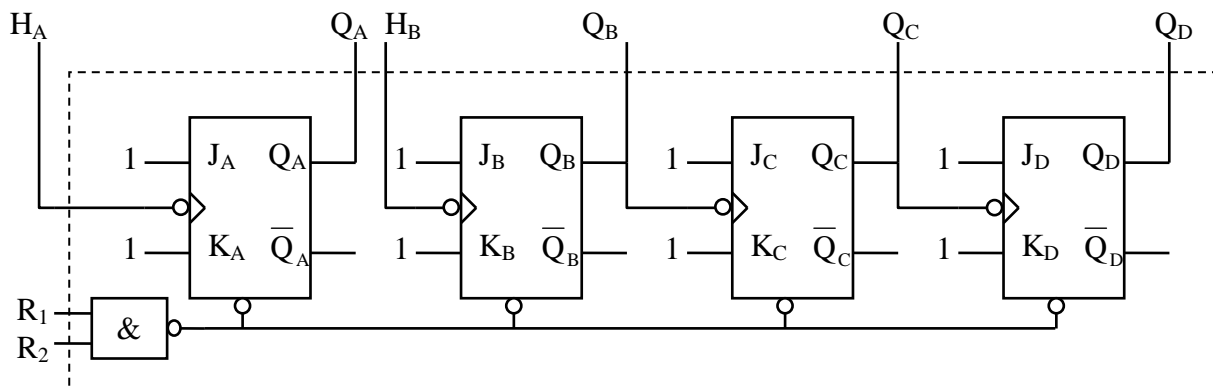 H_A Q_A H_B Q_B Q_C Q_D
1 J_A Q_A 1 J_B Q_B 1 J_C Q_C 1 J_D Q_D
1 K_A Q̅_A 1 K_B Q̅_B 1 K_C Q̅_C 1 K_D Q̅_D
R_1
&
R_2